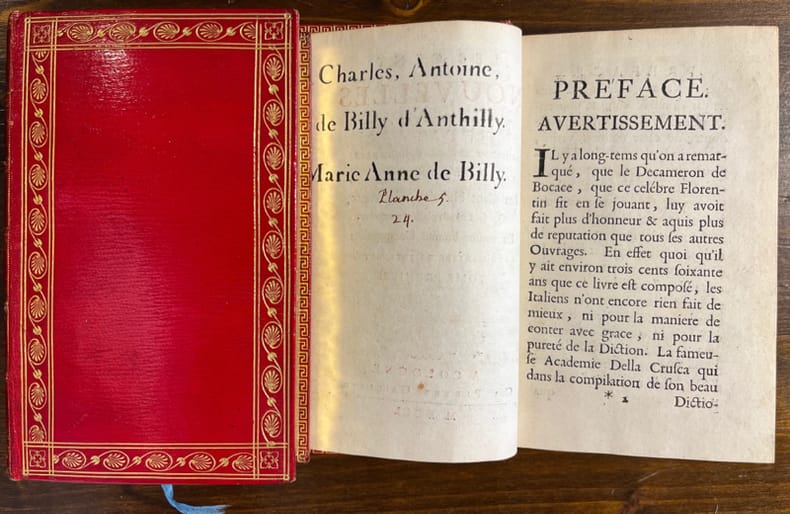 Charles, Antoine,
de Billy d'Anthilly.
Marie Anne de Billy.
Planche 5.
24.
PREFACE.
AVERTISSEMENT.
IL y a long-tems qu'on a remar-
qué, que le Decameron de
Bocace, que ce celébre Floren-
tin fit en se jouant, luy avoit
fait plus d'honneur & aquis plus
de reputation que tous ses autres
Ouvrages. En effet quoi qu'il
y ait environ trois cents soixante
ans que ce livre est composé, les
Italiens n'ont encore rien fait de
mieux, ni pour la maniere de
conter avec grace, ni pour la
pureté de la Diction. La fameu-
se Academie Della Crusca qui
dans la compilation de son beau
* 2
Dictio-